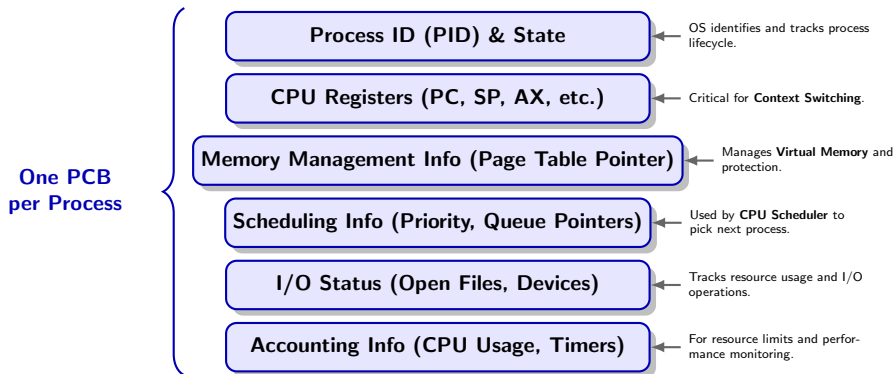 One PCB
per Process
Process ID (PID) & State
OS identifies and tracks process
lifecycle.
CPU Registers (PC, SP, AX, etc.)
Critical for Context Switching.
Memory Management Info (Page Table Pointer)
Manages Virtual Memory and
protection.
Scheduling Info (Priority, Queue Pointers)
Used by CPU Scheduler to
pick next process.
I/O Status (Open Files, Devices)
Tracks resource usage and I/O
operations.
Accounting Info (CPU Usage, Timers)
For resource limits and perfor-
mance monitoring.